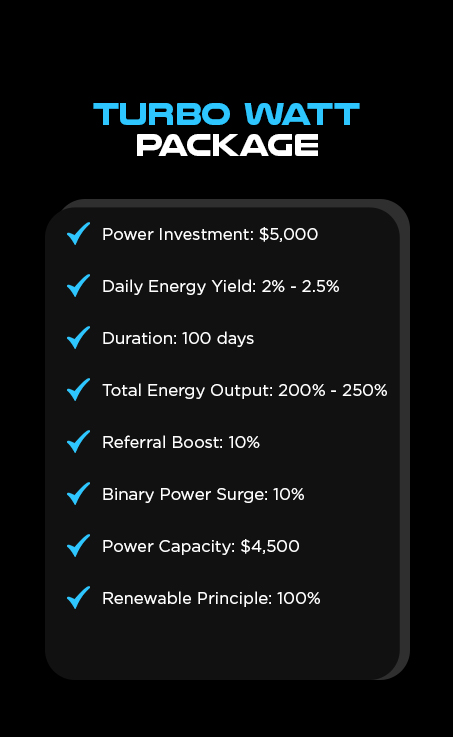 TURBO WATT
PACKAGE
Power Investment: $5,000
Daily Energy Yield: 2% - 2.5%
Duration: 100 days
Total Energy Output: 200% - 250%
Referral Boost: 10%
Binary Power Surge: 10%
Power Capacity: $4,500
Renewable Principle: 100%